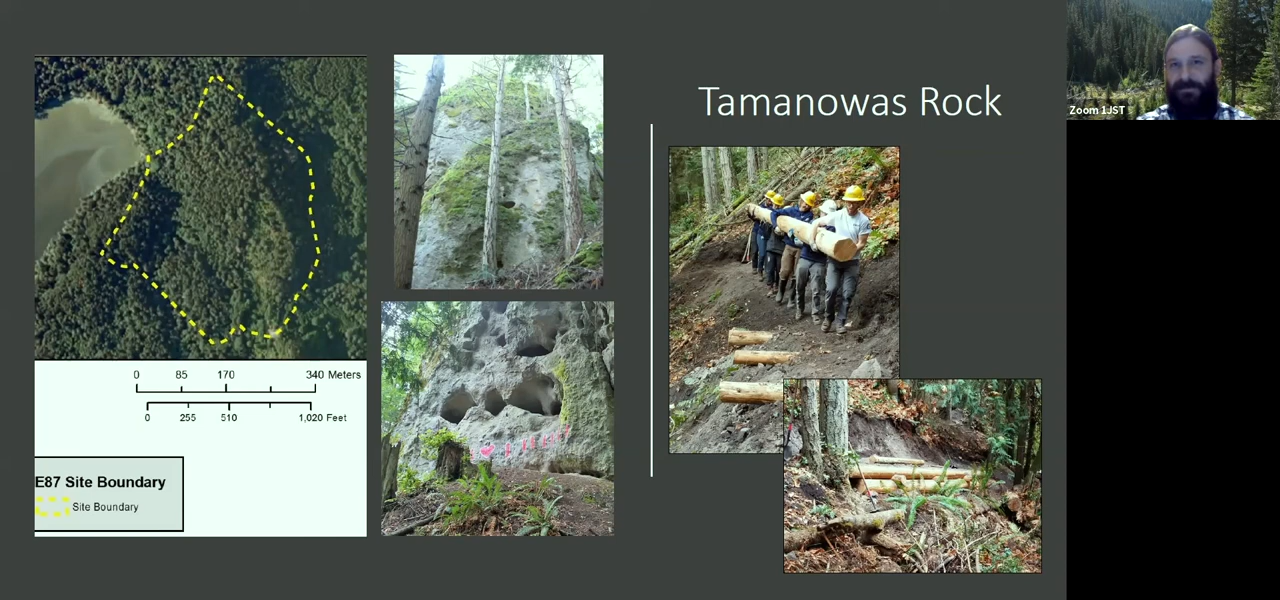 Tamanowas Rock
Zoom 1JST
0 85 170 340 Meters
0 255 510 1,020 Feet
E87 Site Boundary
Site Boundary